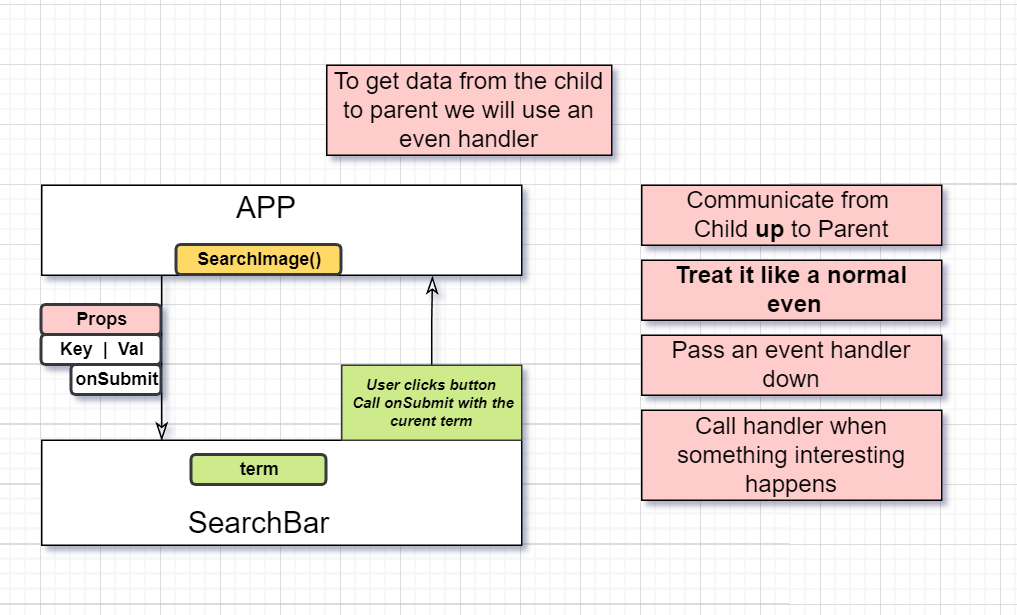 To get data from the child
to parent we will use an
even handler
APP
SearchImage()
Props
Key | Val
onSubmit
User clicks button
Call onSubmit with the
curent term
term
SearchBar
Communicate from
Child up to Parent
Treat it like a normal
even
Pass an event handler
down
Call handler when
something interesting
happens